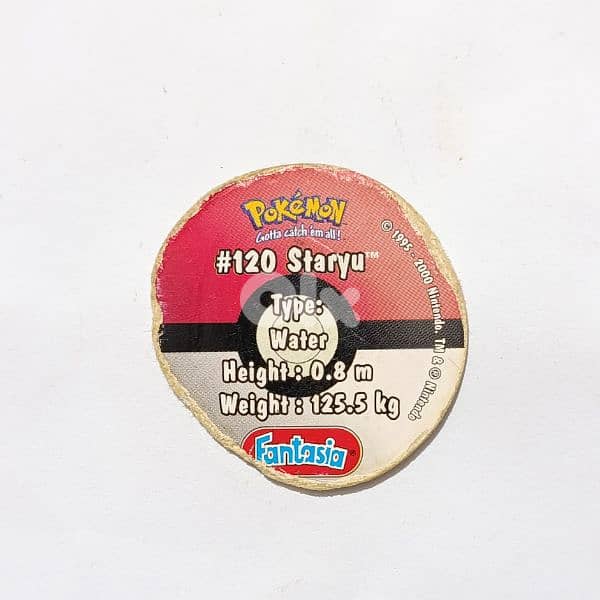 POKéMON
Gotta catch 'em all!
#120 Staryu™
Type:
Water
Height : 0.8 m
Weight : 125.5 kg
Fantasia®
© 1995 - 2000 Nintendo, TM & © Nintendo
olx